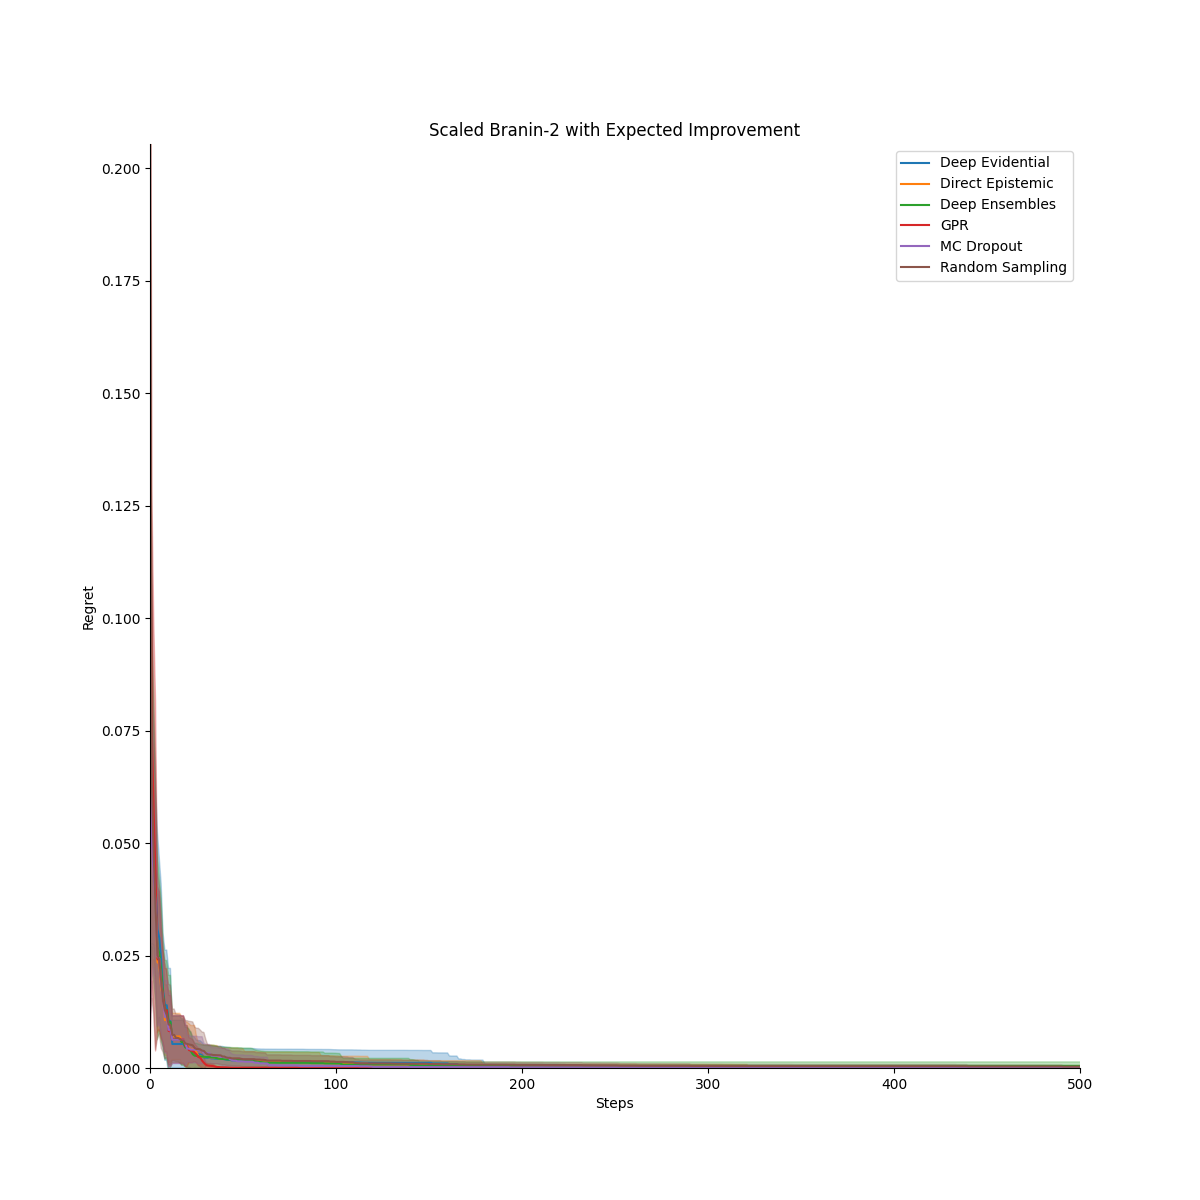 Scaled Branin-2 with Expected Improvement
Deep Evidential
Direct Epistemic
Deep Ensembles
GPR
MC Dropout
Random Sampling
Regret
0.200
0.175
0.150
0.125
0.100
0.075
0.050
0.025
0.000
0 100 200 300 400 500
Steps